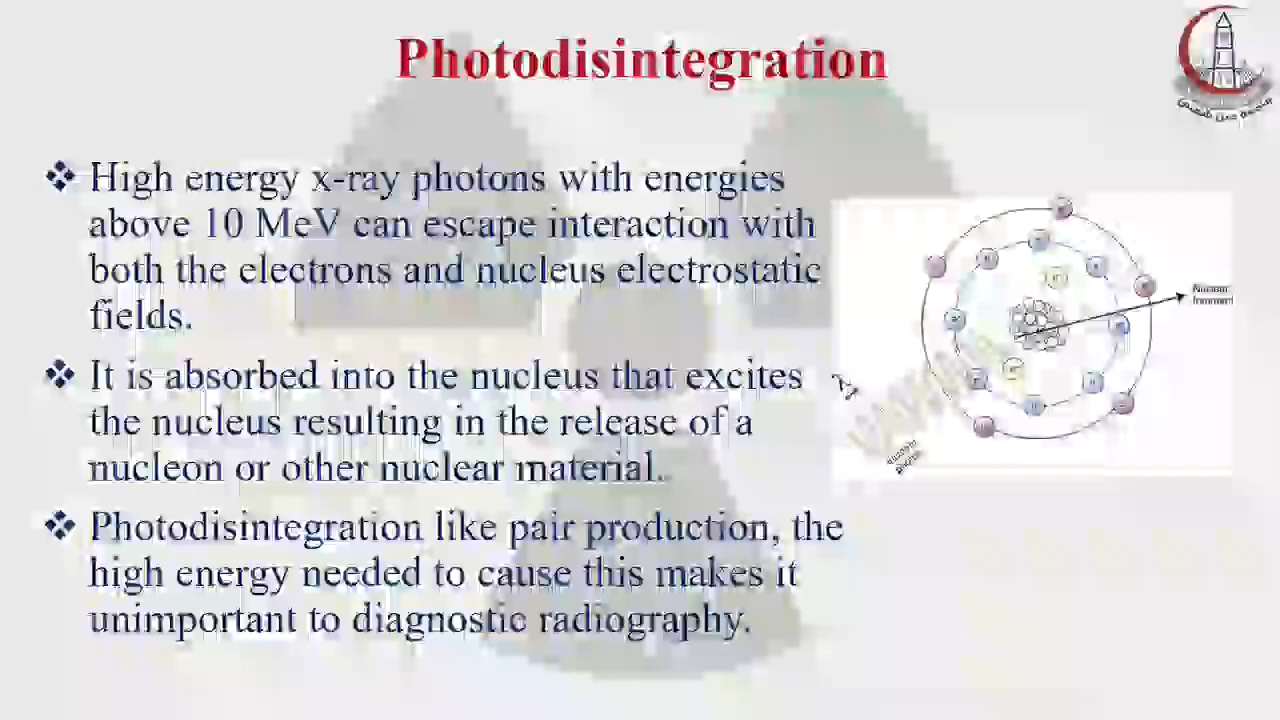 Photodisintegration
❖ High energy x-ray photons with energies
above 10 MeV can escape interaction with
both the electrons and nucleus electrostatic
fields.
❖ It is absorbed into the nucleus that excites
the nucleus resulting in the release of a
nucleon or other nuclear material.
❖ Photodisintegration like pair production, the
high energy needed to cause this makes it
unimportant to diagnostic radiography.
Nuclear
fragment